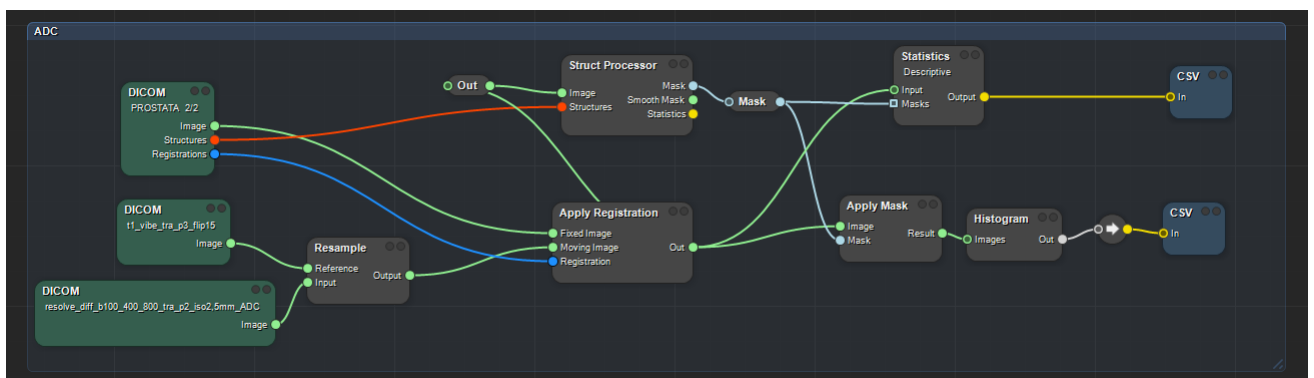 ADC
DICOM
PROSTATA 2/2
Image
Structures
Registrations
DICOM
t1_vibe_tra_p3_flip15
Image
DICOM
resolve_diff_b100_400_800_tra_p2_iso2,5mm_ADC
Image
Resample
Reference
Input
Output
Out
Struct Processor
Image
Structures
Mask
Smooth Mask
Statistics
Apply Registration
Fixed Image
Moving Image
Registration
Out
Mask
Statistics
Descriptive
Input
Masks
Output
CSV
In
Apply Mask
Image
Mask
Result
Histogram
Images
Out
CSV
In